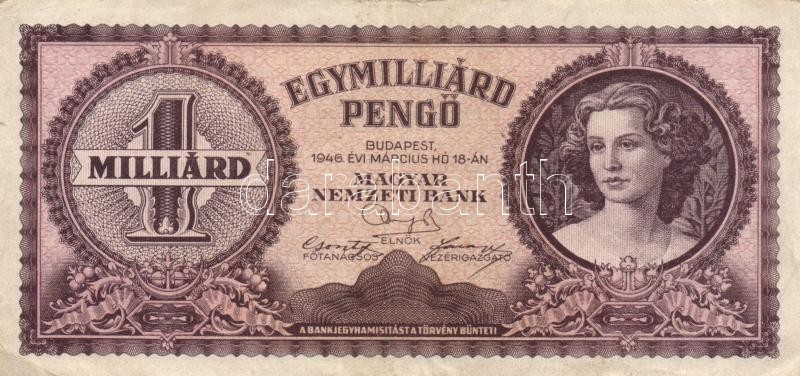 1
MILLIÁRD
EGYMILLIÁRD
PENGŐ
BUDAPEST,
1946. ÉVI MÁRCIUS HÓ 18-ÁN
MAGYAR
NEMZETI BANK
darabanth
ELNÖK
FŐTANÁCSOS VEZÉRIGAZGATÓ
A BANKJEGYHAMISITÁST A TÖRVÉNY BÜNTETI